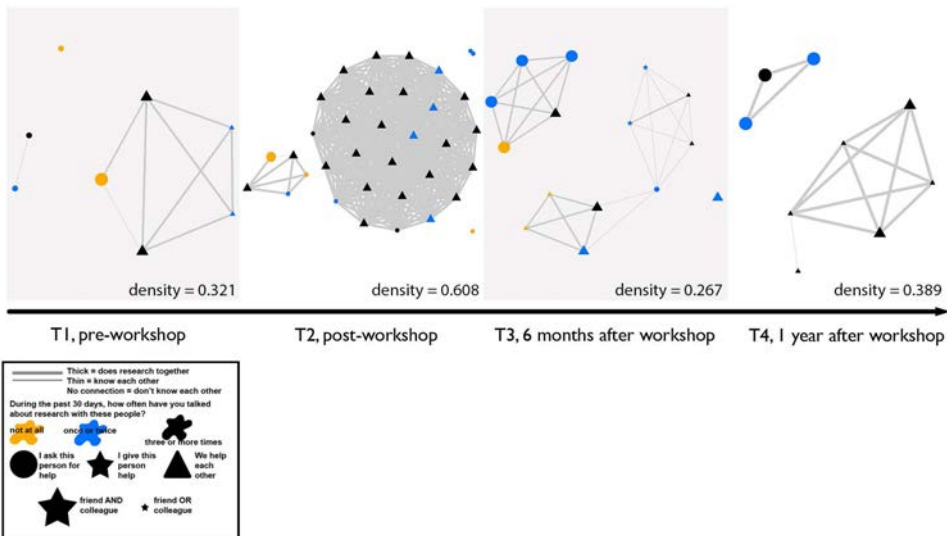 density = 0.321
density = 0.608
density = 0.267
density = 0.389
T1, pre-workshop
T2, post-workshop
T3, 6 months after workshop
T4, 1 year after workshop
Thick = does research together
Thin = know each other
No connection = don't know each other
During the past 30 days, how often have you talked
about research with these people?
not at all
once or twice
three or more times
I ask this
person for
help
I give this
person
help
We help
each
other
friend AND
colleague
friend OR
colleague